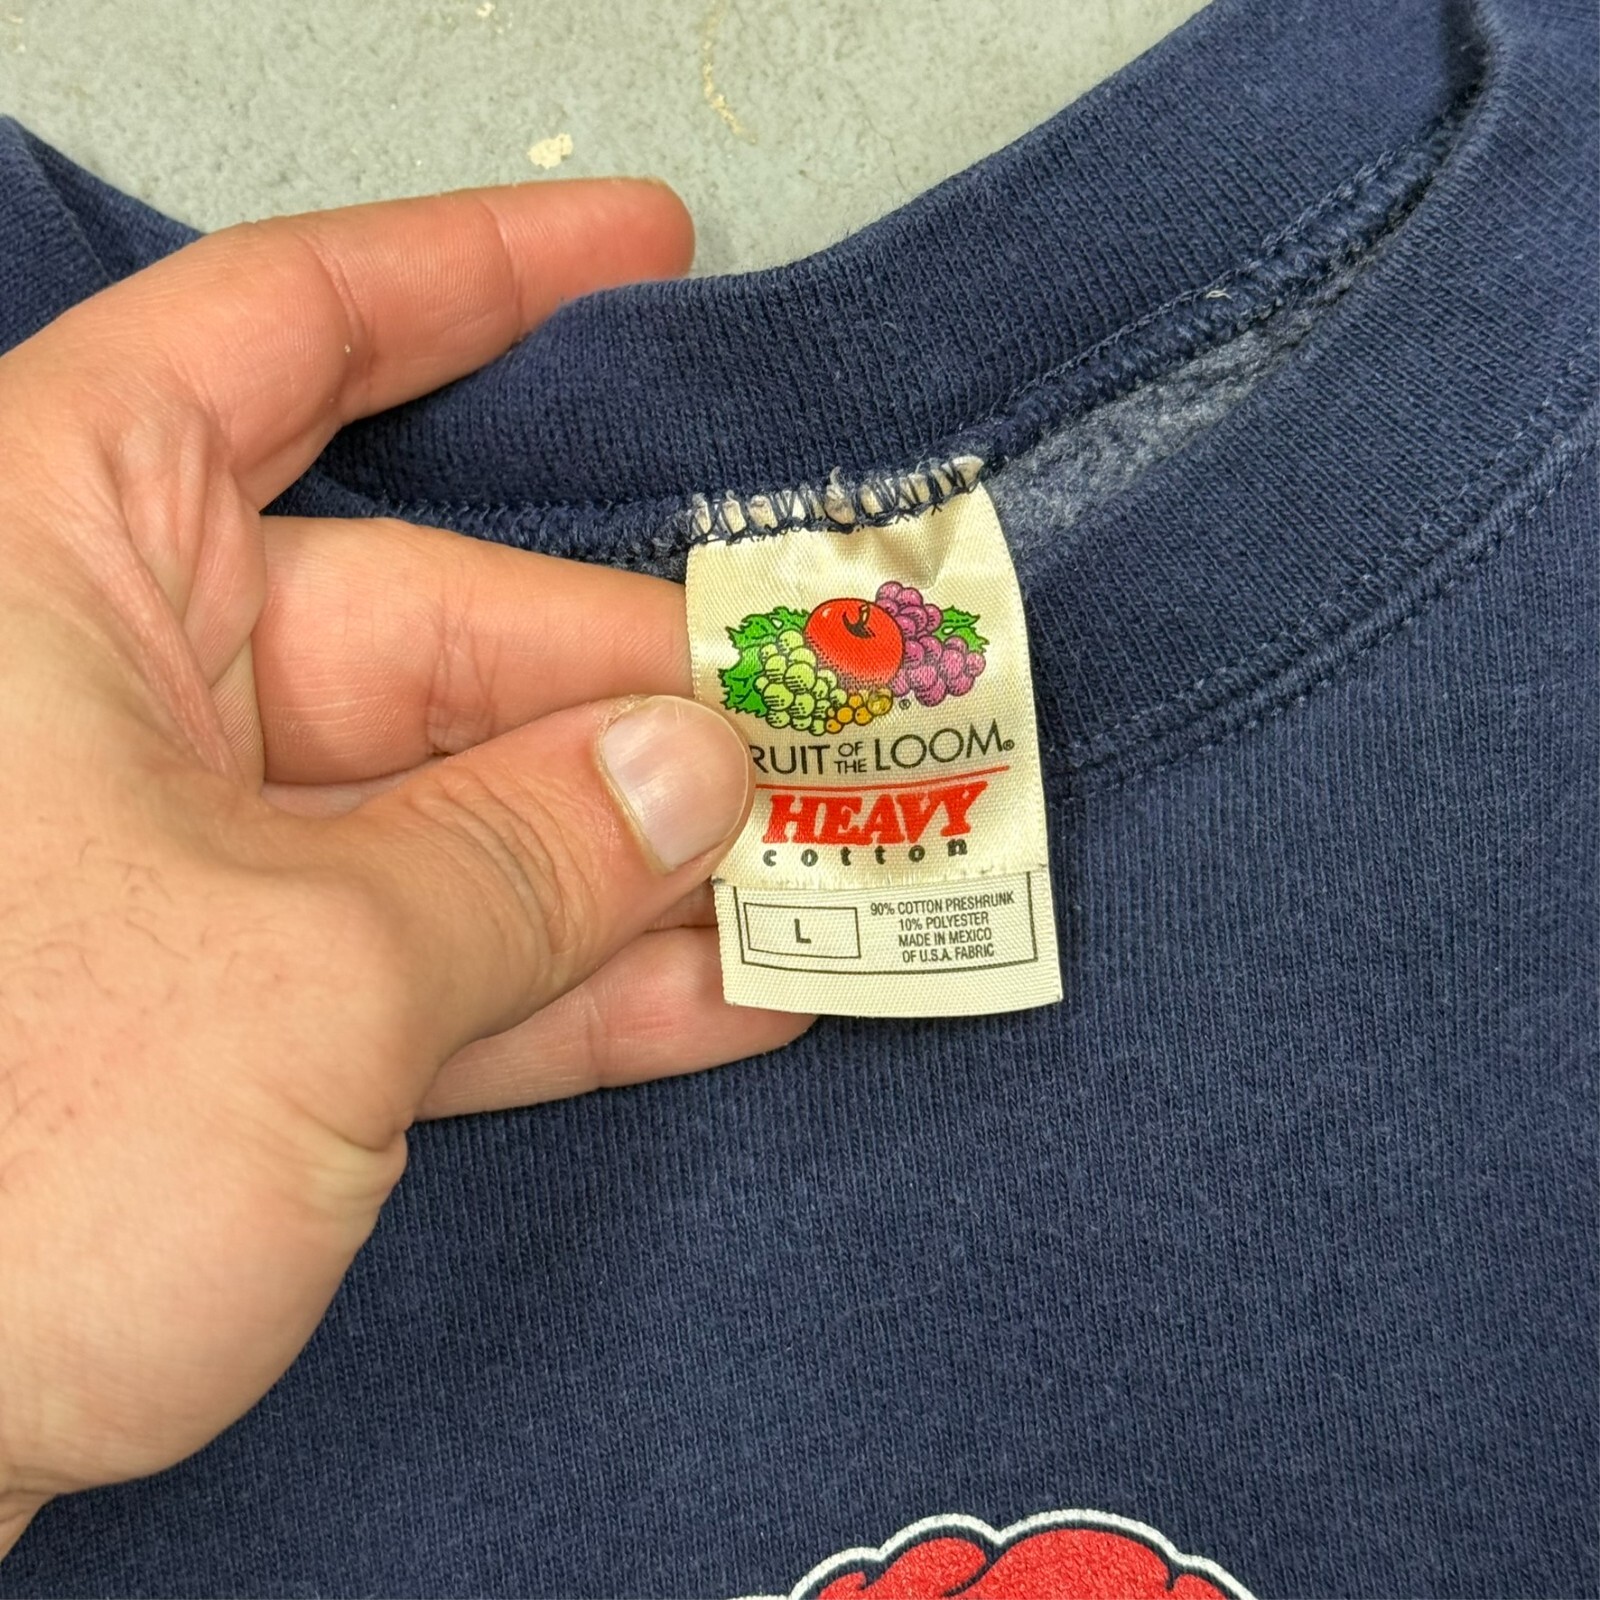 RUIT OF THE LOOM®
HEAVY
cotton
L
90% COTTON PRESHRUNK
10% POLYESTER
MADE IN MEXICO
OF U.S.A. FABRIC